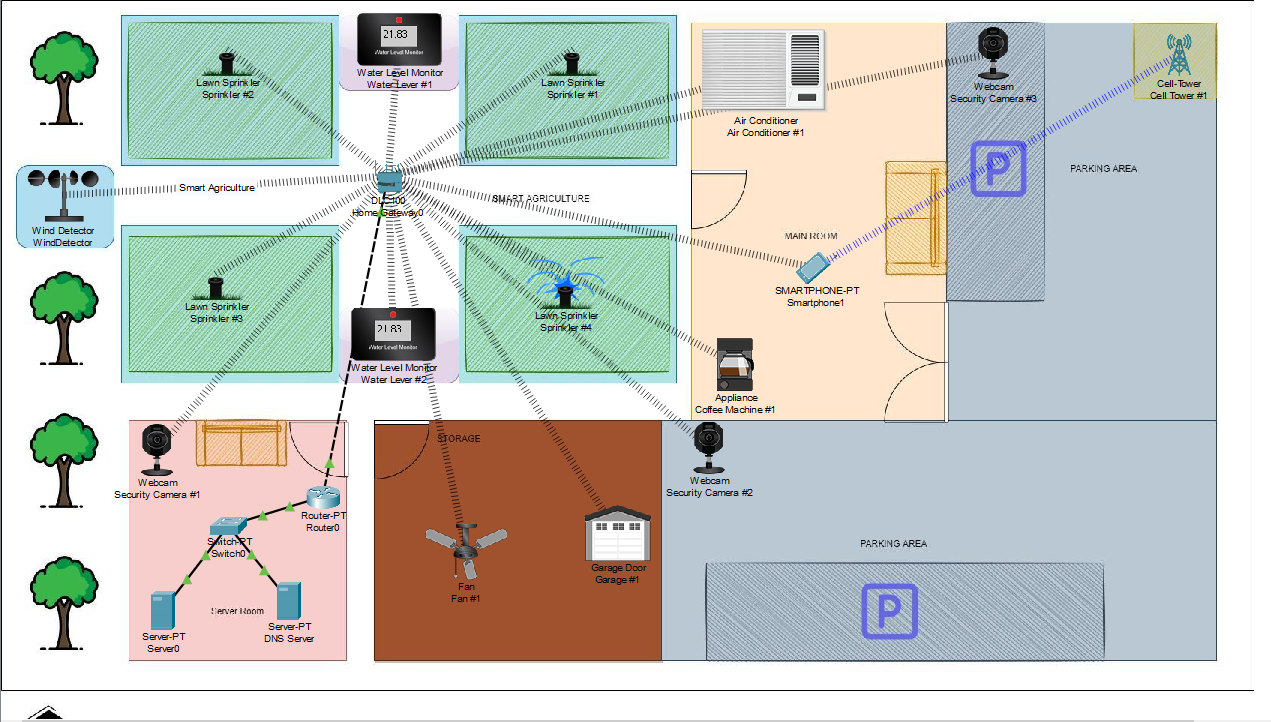 21.83
Water Level Monitor
Water Level Monitor
Water Lever #1
Lawn Sprinkler
Sprinkler #2
Lawn Sprinkler
Sprinkler #1
Air Conditioner
Air Conditioner #1
Webcam
Security Camera #3
Cell-Tower
Cell Tower #1
P
PARKING AREA
Smart Agriculture
DLC100
Home Gateway0
SMART AGRICULTURE
Wind Detector
WindDetector
MAIN ROOM
SMARTPHONE-PT
Smartphone1
Lawn Sprinkler
Sprinkler #3
21.83
Water Level Monitor
Water Level Monitor
Water Lever #2
Lawn Sprinkler
Sprinkler #4
Appliance
Coffee Machine #1
STORAGE
Webcam
Security Camera #1
Webcam
Security Camera #2
Router-PT
Router0
Switch-PT
Switch0
PARKING AREA
Garage Door
Garage #1
Fan
Fan #1
P
Server Room
Server-PT
Server0
Server-PT
DNS Server